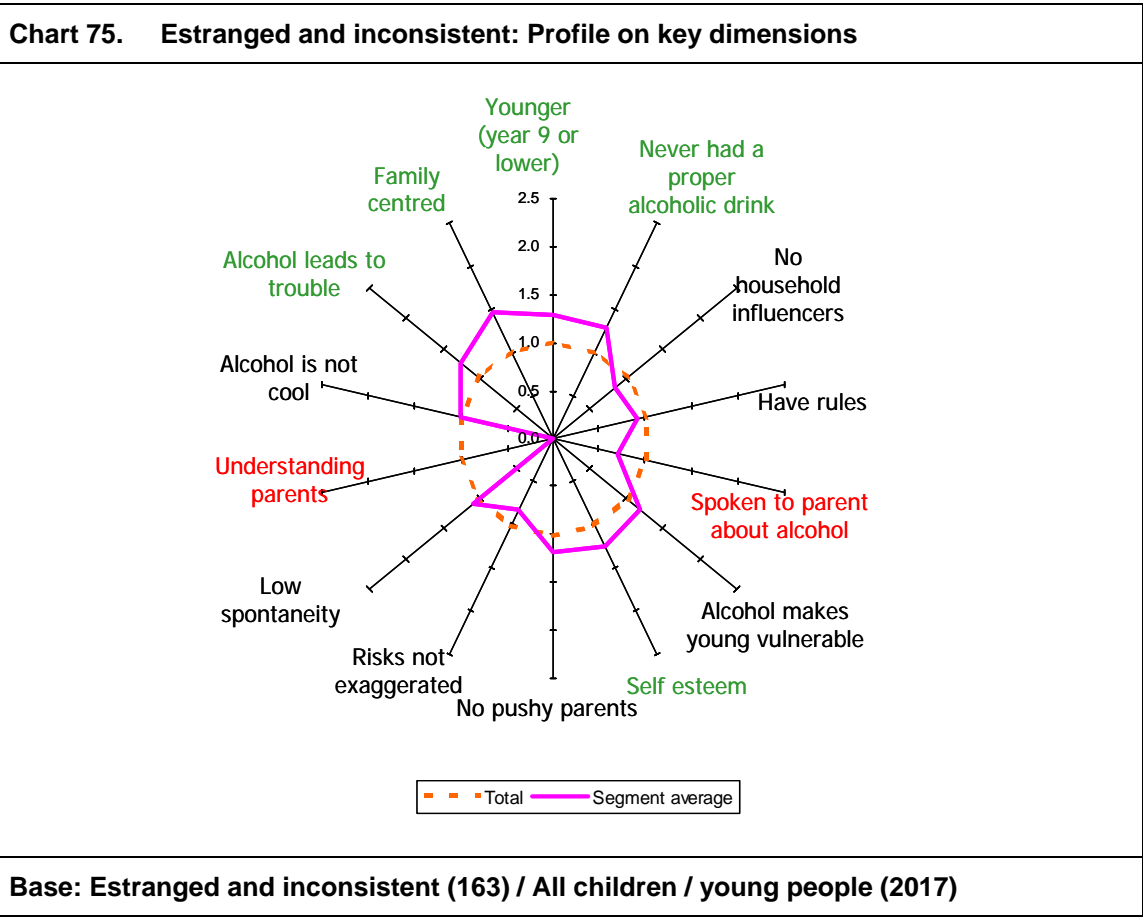 Chart 75. Estranged and inconsistent: Profile on key dimensions
Younger
(year 9 or
lower)
Never had a
proper
alcoholic drink
No
household
influencers
Have rules
Spoken to parent
about alcohol
Alcohol makes
young vulnerable
Self esteem
No pushy parents
Risks not
exaggerated
Low
spontaneity
Understanding
parents
Alcohol is not
cool
Alcohol leads to
trouble
Family
centred
2.5
2.0
1.5
1.0
0.5
0.0
Total Segment average
Base: Estranged and inconsistent (163) / All children / young people (2017)